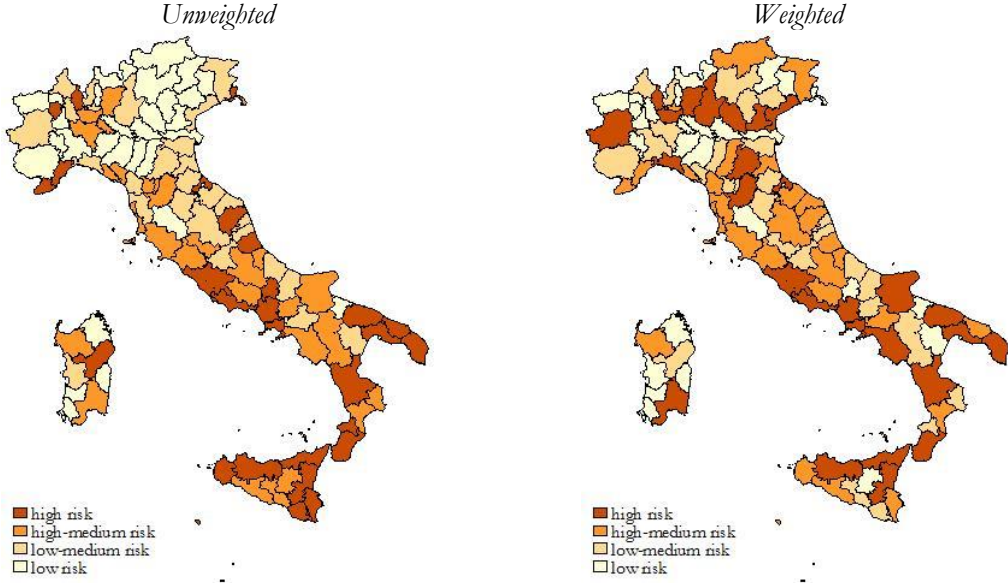 Unweighted
Weighted
high risk
high-medium risk
low-medium risk
low risk
high risk
high-medium risk
low-medium risk
low risk